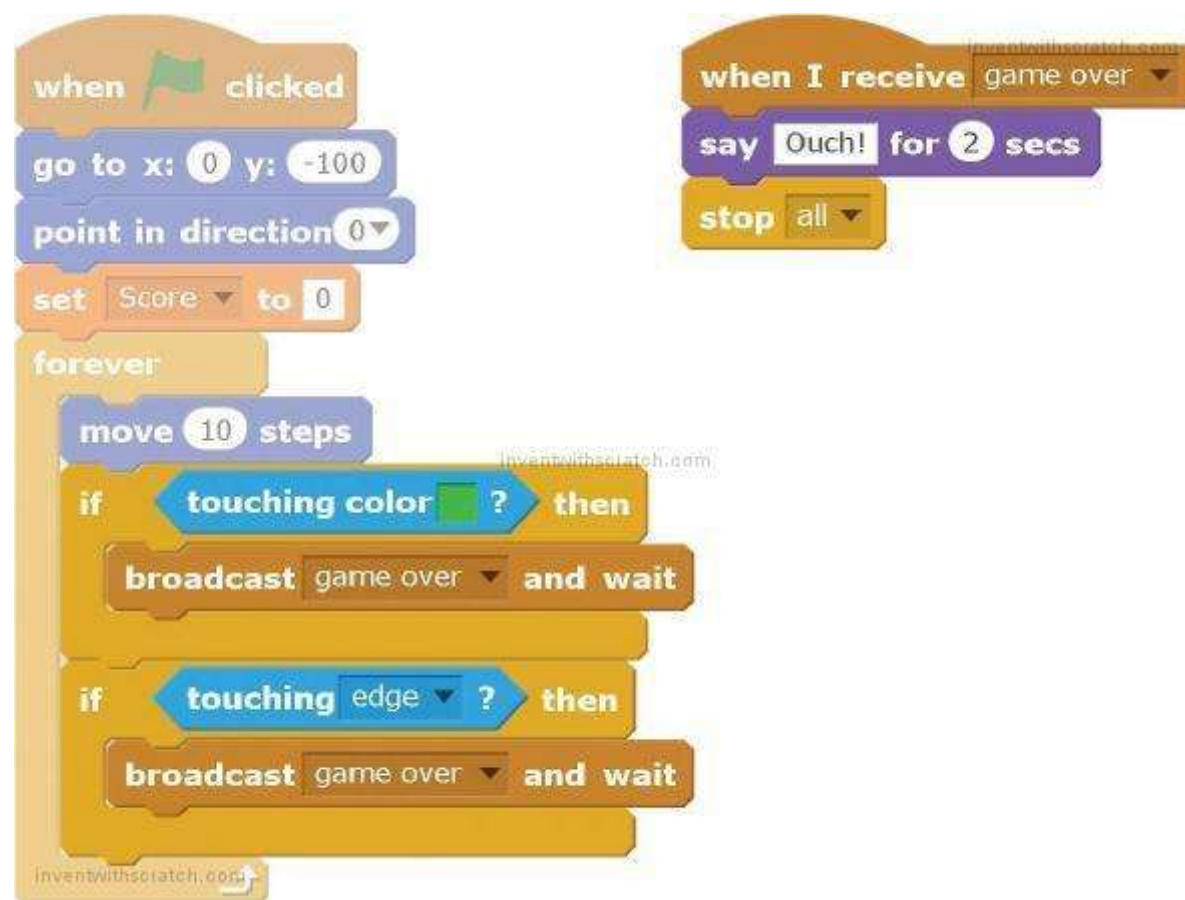 when clicked
go to x: 0 y: -100
point in direction 0
set Score to 0
forever
move 10 steps
inventwithscratch.com
if touching color ? then
broadcast game over and wait
if touching edge ? then
broadcast game over and wait
inventwithscratch.com
inventwithscratch.com
when I receive game over
say Ouch! for 2 secs
stop all